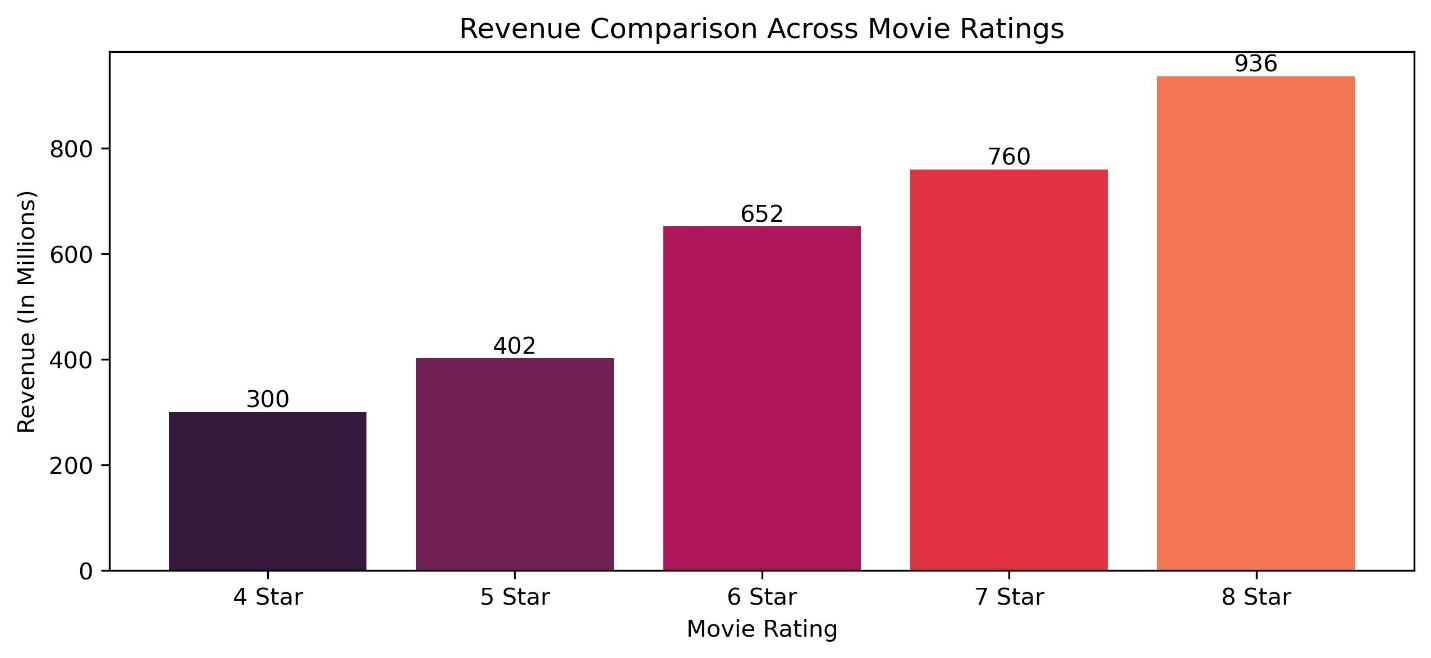 Revenue Comparison Across Movie Ratings
Revenue (In Millions)
800
600
400
200
0
300
402
652
760
936
4 Star
5 Star
6 Star
7 Star
8 Star
Movie Rating